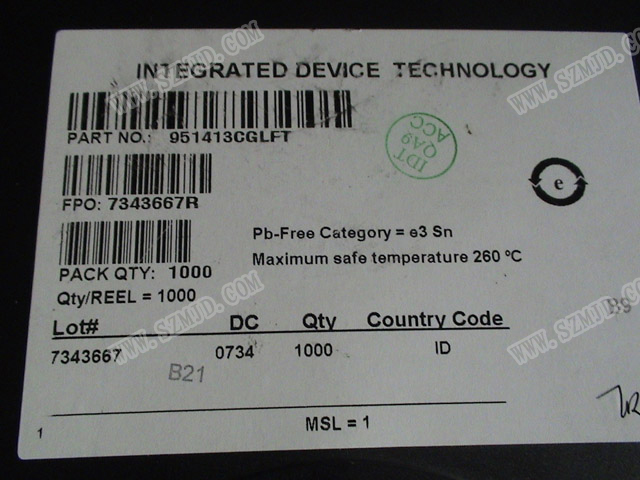 INTEGRATED DEVICE TECHNOLOGY
PART NO.: 951413CGLFT
IDT
QA9
ACC
FPO: 7343667R
e
Pb-Free Category = e3 Sn
Maximum safe temperature 260 ºC
PACK QTY: 1000
Qty/REEL = 1000
Lot# DC Qty Country Code
7343667 0734 1000 ID
B21
B9
MSL = 1
1
WWW.SZMJD.COM
WWW.SZMJD.COM
WWW.SZMJD.COM
WWW.SZMJD.COM